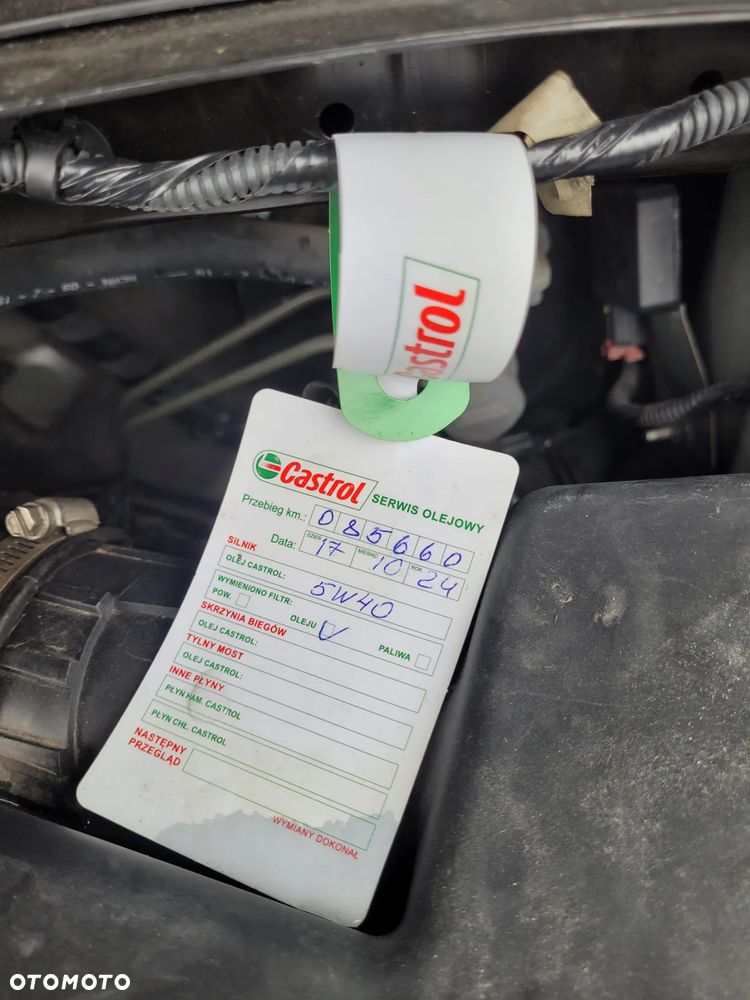 Castrol
Castrol SERWIS OLEJOWY
Przebieg km.: 085660
Data: DZIEŃ 17 MIESIĄC 10 ROK 24
SILNIK
OLEJ CASTROL: 5W40
WYMIENIONO FILTR:
POW. OLEJU V PALIWA
SKRZYNIA BIEGÓW
OLEJ CASTROL:
TYLNY MOST
OLEJ CASTROL:
INNE PŁYNY
PŁYN HAM. CASTROL
PŁYN CHŁ. CASTROL
NASTĘPNY
PRZEGLĄD
WYMIANY DOKONAŁ
OTOMOTO